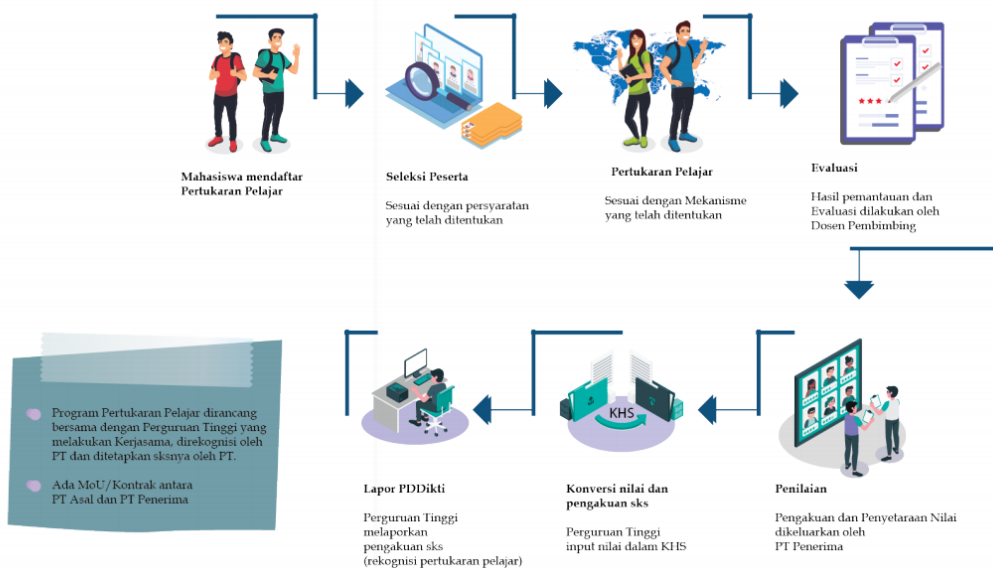 Mahasiswa mendaftar
Pertukaran Pelajar
Seleksi Peserta
Sesuai dengan persyaratan
yang telah ditentukan
Pertukaran Pelajar
Sesuai dengan Mekanisme
yang telah ditentukan
Evaluasi
Hasil pemantauan dan
Evaluasi dilakukan oleh
Dosen Pembimbing
Penilaian
Pengakuan dan Penyetaraan Nilai
dikeluarkan oleh
PT Penerima
KHS
Konversi nilai dan
pengakuan sks
Perguruan Tinggi
input nilai dalam KHS
Lapor PDDikti
Perguruan Tinggi
melaporkan
pengakuan sks
(rekognisi pertukaran pelajar)
Program Pertukaran Pelajar dirancang
bersama dengan Perguruan Tinggi yang
melakukan Kerjasama, direkognisi oleh
PT dan ditetapkan sksnya oleh PT.
Ada MoU/Kontrak antara
PT Asal dan PT Penerima